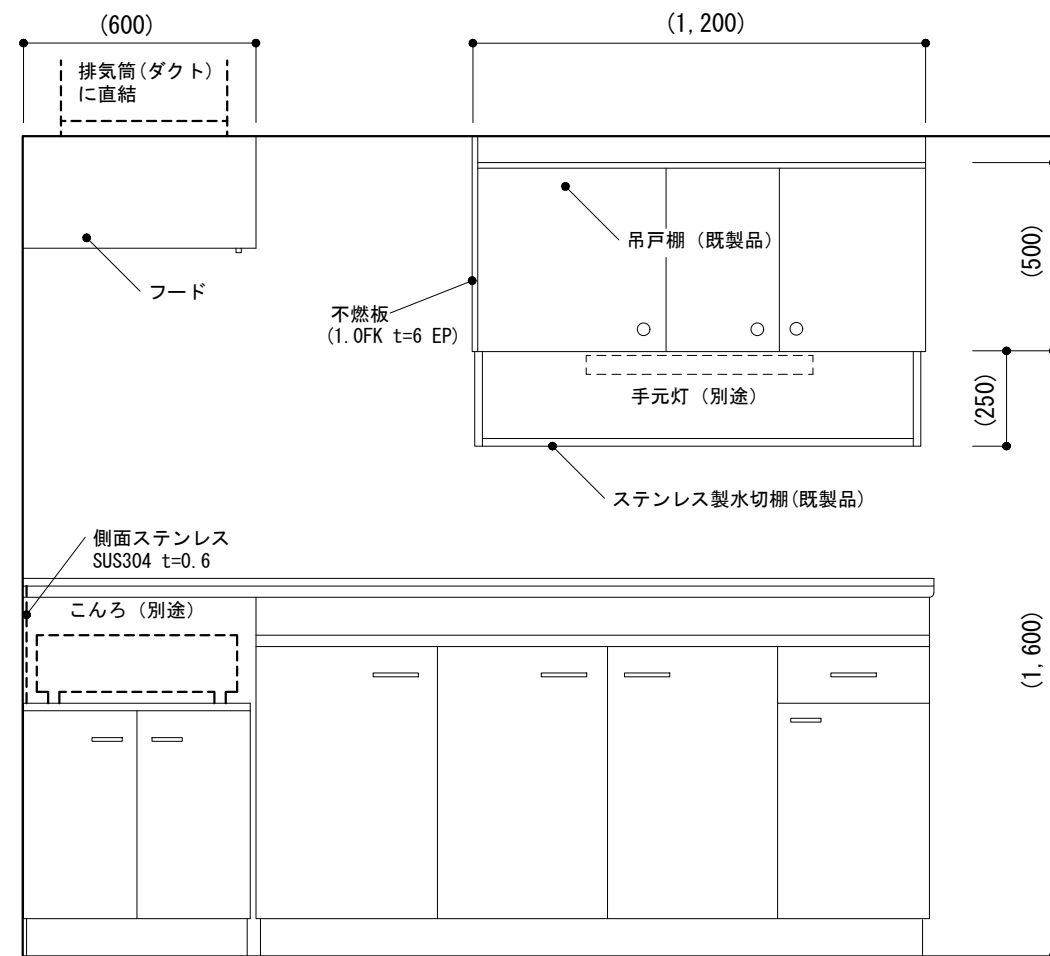 (600)
(1,200)
排気筒(ダクト)
に直結
吊戸棚 (既製品)
(500)
フード
不燃板
(1.0FK t=6 EP)
手元灯 (別途)
(250)
ステンレス製水切棚(既製品)
側面ステンレス
SUS304 t=0.6
こんろ (別途)
(1,600)